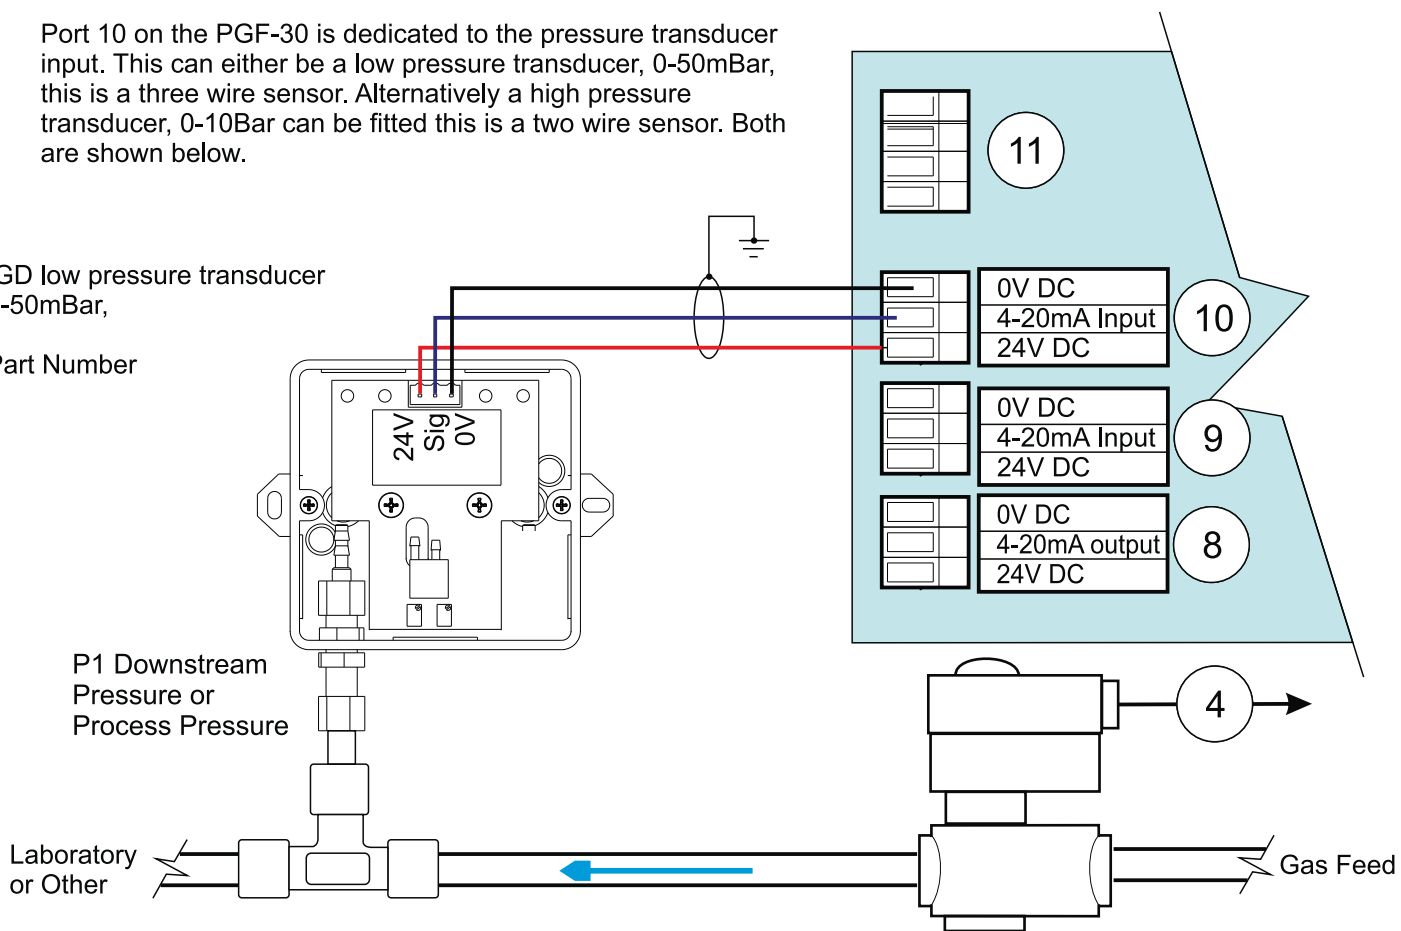 Port 10 on the PGF-30 is dedicated to the pressure transducer
input. This can either be a low pressure transducer, 0-50mBar,
this is a three wire sensor. Alternatively a high pressure
transducer, 0-10Bar can be fitted this is a two wire sensor. Both
are shown below.
11
GD low pressure transducer
-50mBar,
Part Number
0V DC
4-20mA Input
24V DC
10
0V DC
4-20mA Input
24V DC
9
0V DC
4-20mA output
24V DC
8
24V
Sig
0V
P1 Downstream
Pressure or
Process Pressure
4
Laboratory
or Other
Gas Feed